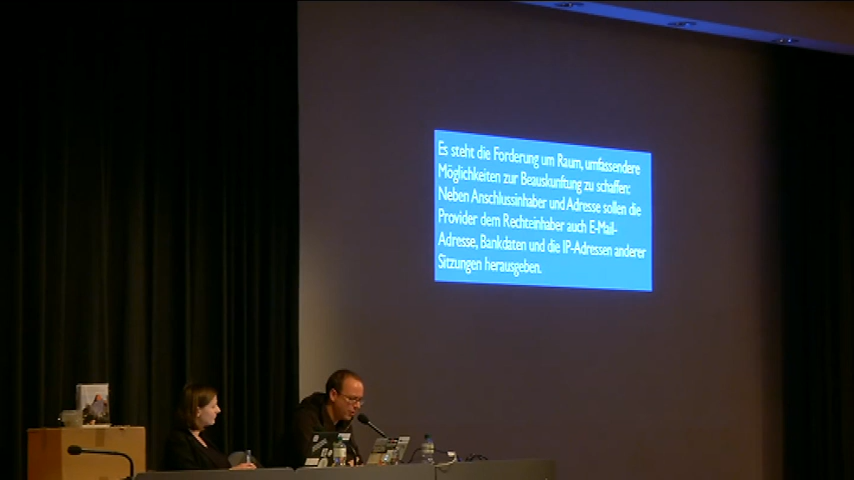 Es steht die Forderung um Raum, umfassendere
Möglichkeiten zur Beauskunftung zu schaffen:
Neben Anschlussinhaber und Adresse sollen die
Provider dem Rechteinhaber auch E-Mail-
Adresse, Bankdaten und die IP-Adressen anderer
Sitzungen herausgeben.